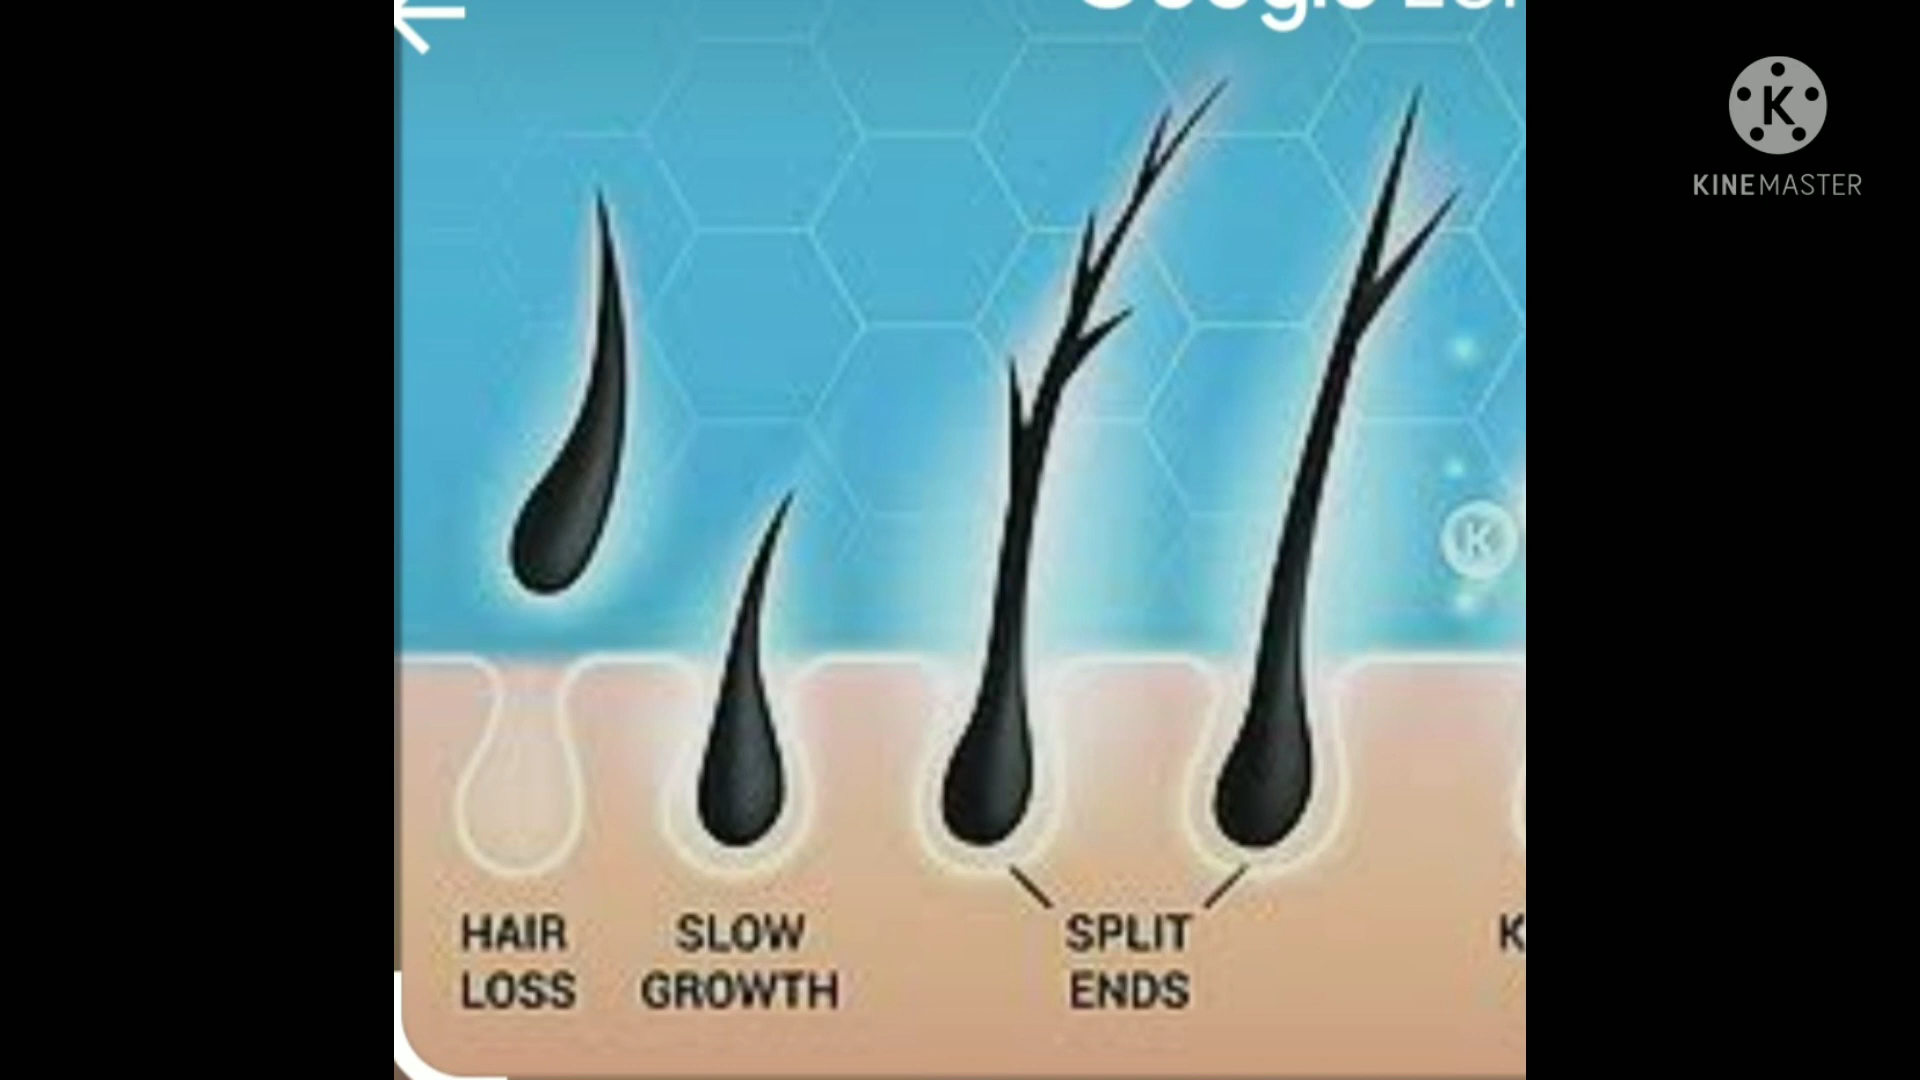 K
KINEMASTER
K
HAIR
LOSS
SLOW
GROWTH
SPLIT
ENDS
K